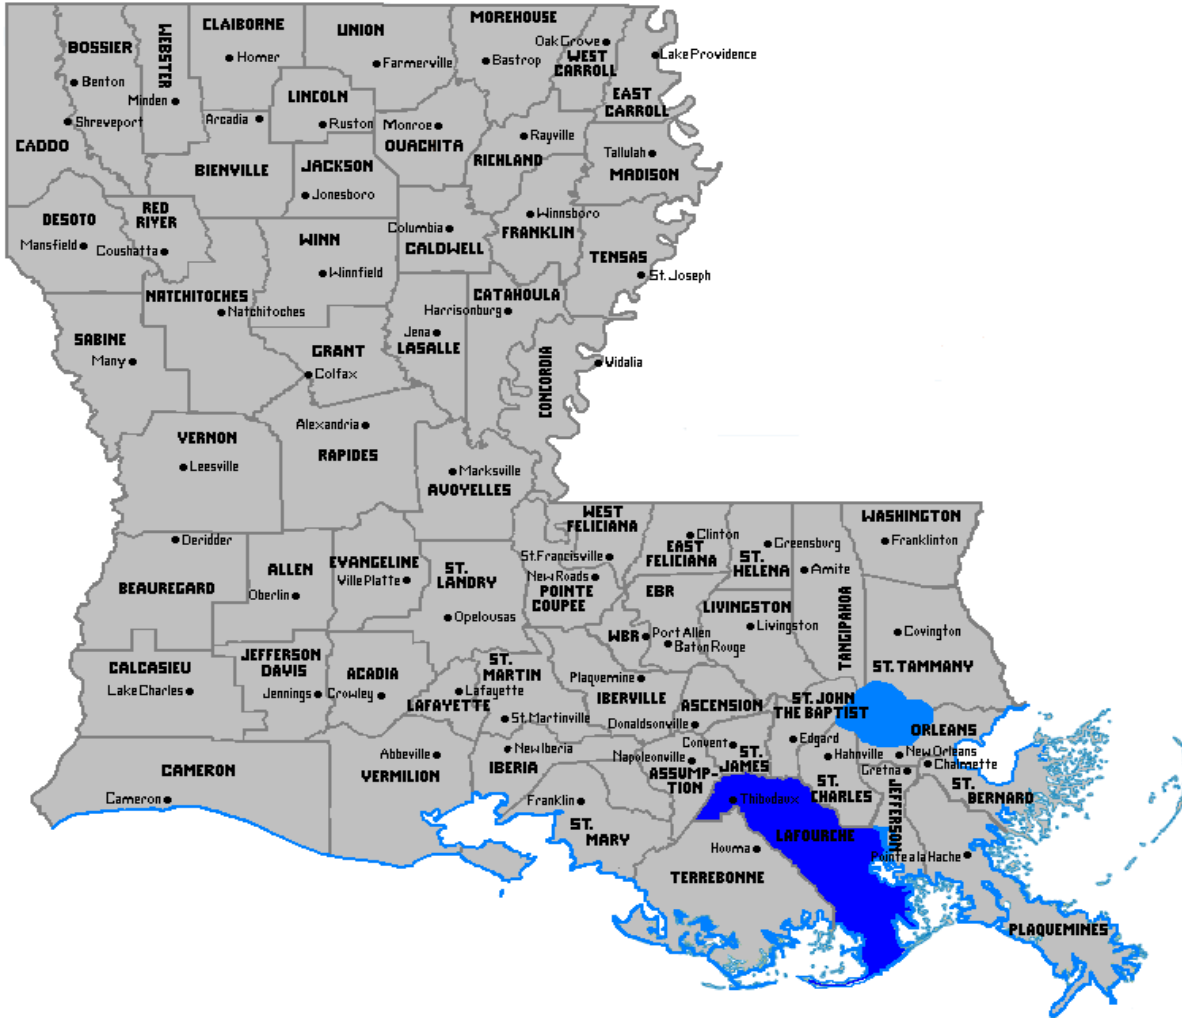 MOREHOUSE
CLAIBORNE
UNION
WEBSTER
Oak Grove
BOSSIER
Homer
Farmerville
Bastrop
WEST
CARROLL
Lake Providence
Benton
Minden
LINCOLN
EAST
CARROLL
Shreveport
Arcadia
Ruston
Monroe
OUACHITA
Rayville
CADDO
RICHLAND
Tallulah
MADISON
BIENVILLE
JACKSON
Jonesboro
DESOTO
RED
RIVER
Mansfield
Coushatta
WINN
Columbia
CALDWELL
Winnsboro
FRANKLIN
TENSAS
Winnfield
St. Joseph
NATCHITOCHES
Natchitoches
CATAHOULA
Harrisonburg
SABINE
Many
GRANT
Colfax
Jena
LASALLE
CONCORDIA
Vidalia
VERNON
Leesville
Alexandria
RAPIDES
Marksville
AVOYELLES
WEST
FELICIANA
WASHINGTON
Deridder
Clinton
Greensburg
Franklinton
EVANGELINE
Ville Platte
ST.
LANDRY
St. Francisville
EAST
FELICIANA
ST.
HELENA
Amite
ALLEN
Oberlin
New Roads
POINTE
COUPEE
EBR
BEAUREGARD
Opelousas
LIVINGSTON
Livingston
TANGIPAHOA
Covington
WBR
Port Allen
Baton Rouge
JEFFERSON
DAVIS
CALCASIEU
ACADIA
ST.
MARTIN
ST. TAMMANY
Lake Charles
Jennings
Crowley
Lafayette
LAFAYETTE
Plaquemine
IBERVILLE
ASCENSION
ST. JOHN
THE BAPTIST
St. Martinville
Donaldsonville
ORLEANS
Abbeville
New Iberia
IBERIA
Convent
Edgard
Hahnville
New Orleans
Napoleonville
ST.
JAMES
Chalmette
CAMERON
VERMILION
ASSUMP-
TION
Gretna
ST.
CHARLES
JEFFERSON
ST.
BERNARD
Cameron
Franklin
Thibodaux
ST.
MARY
LAFOURCHE
Houma
Pointe a la Hache
TERREBONNE
PLAQUEMINES